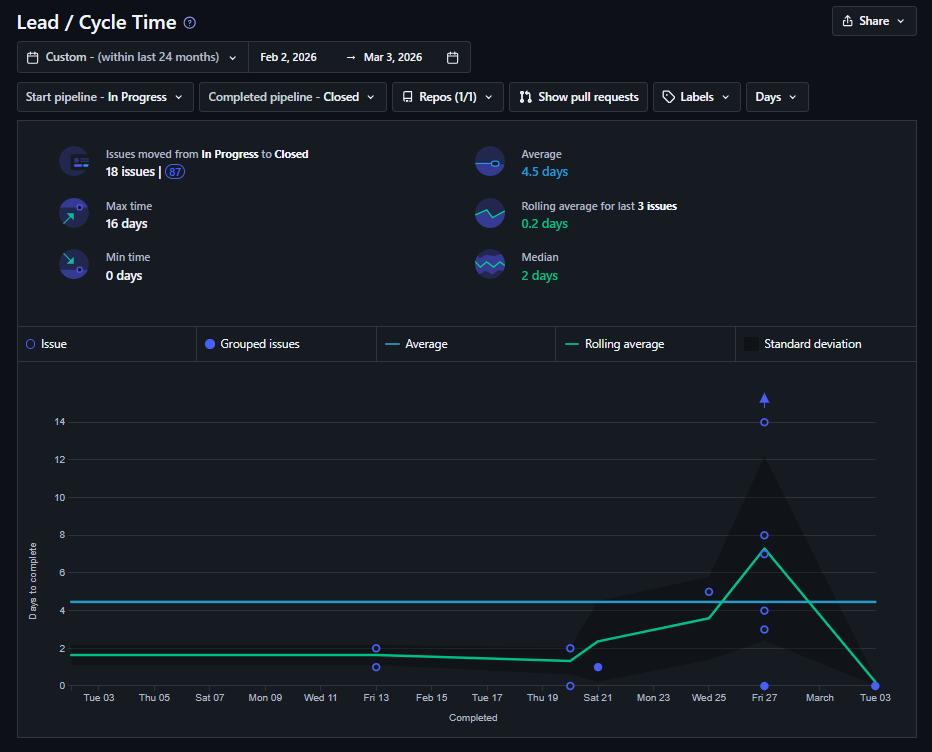 Lead / Cycle Time ?
Share
Custom - (within last 24 months) Feb 2, 2026 → Mar 3, 2026
Start pipeline - In Progress Completed pipeline - Closed Repos (1/1) Show pull requests Labels Days
Issues moved from In Progress to Closed
18 issues | 87
Max time
16 days
Min time
0 days
Average
4.5 days
Rolling average for last 3 issues
0.2 days
Median
2 days
Issue Grouped issues Average Rolling average Standard deviation
14
12
10
8
6
4
2
0
Days to complete
Tue 03 Thu 05 Sat 07 Mon 09 Wed 11 Fri 13 Feb 15 Tue 17 Thu 19 Sat 21 Mon 23 Wed 25 Fri 27 March Tue 03
Completed